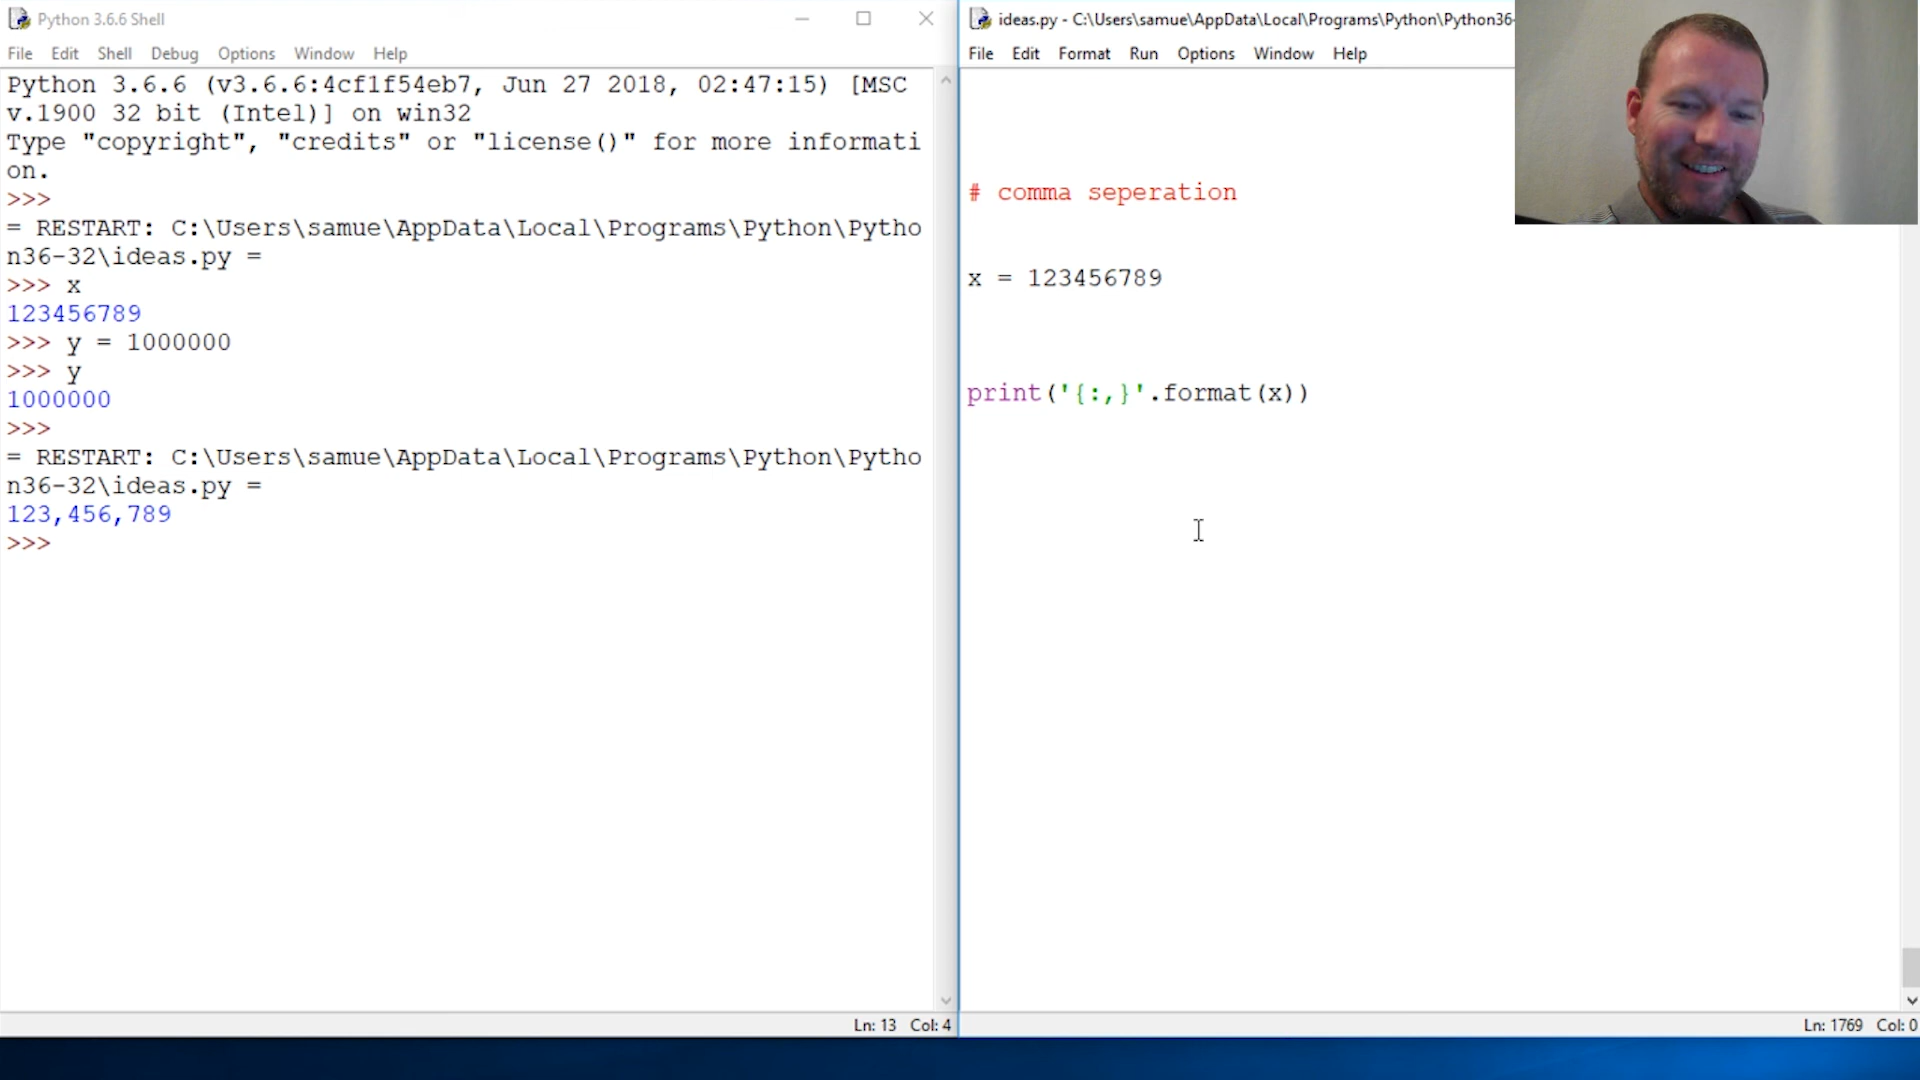 Python 3.6.6 Shell
File Edit Shell Debug Options Window Help
Python 3.6.6 (v3.6.6:4cf1f54eb7, Jun 27 2018, 02:47:15) [MSC
v.1900 32 bit (Intel)] on win32
Type "copyright", "credits" or "license()" for more informati
on.
>>>
= RESTART: C:\Users\samue\AppData\Local\Programs\Python\Pytho
n36-32\ideas.py =
>>> x
123456789
>>> y = 1000000
>>> y
1000000
>>>
= RESTART: C:\Users\samue\AppData\Local\Programs\Python\Pytho
n36-32\ideas.py =
123,456,789
>>>
Ln: 13 Col: 4
ideas.py - C:\Users\samue\AppData\Local\Programs\Python\Python36-
File Edit Format Run Options Window Help
# comma seperation
x = 123456789
print('{:,}'.format(x))
Ln: 1769 Col: 0